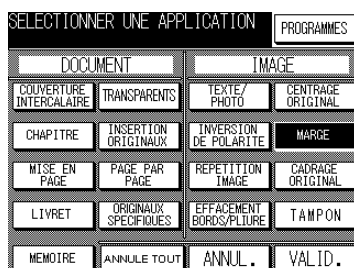 SELECTIONNER UNE APPLICATION
PROGRAMMES
DOCUMENT
IMAGE
COUVERTURE
INTERCALAIRE
TRANSPARENTS
TEXTE/
PHOTO
CENTRAGE
ORIGINAL
CHAPITRE
INSERTION
ORIGINAUX
INVERSION
DE POLARITE
MARGE
MISE EN
PAGE
PAGE PAR
PAGE
REPETITION
IMAGE
CADRAGE
ORIGINAL
LIVRET
ORIGINAUX
SPECIFIQUES
EFFACEMENT
BORDS/PLIURE
TAMPON
MEMOIRE
ANNULE TOUT
ANNUL.
VALID.